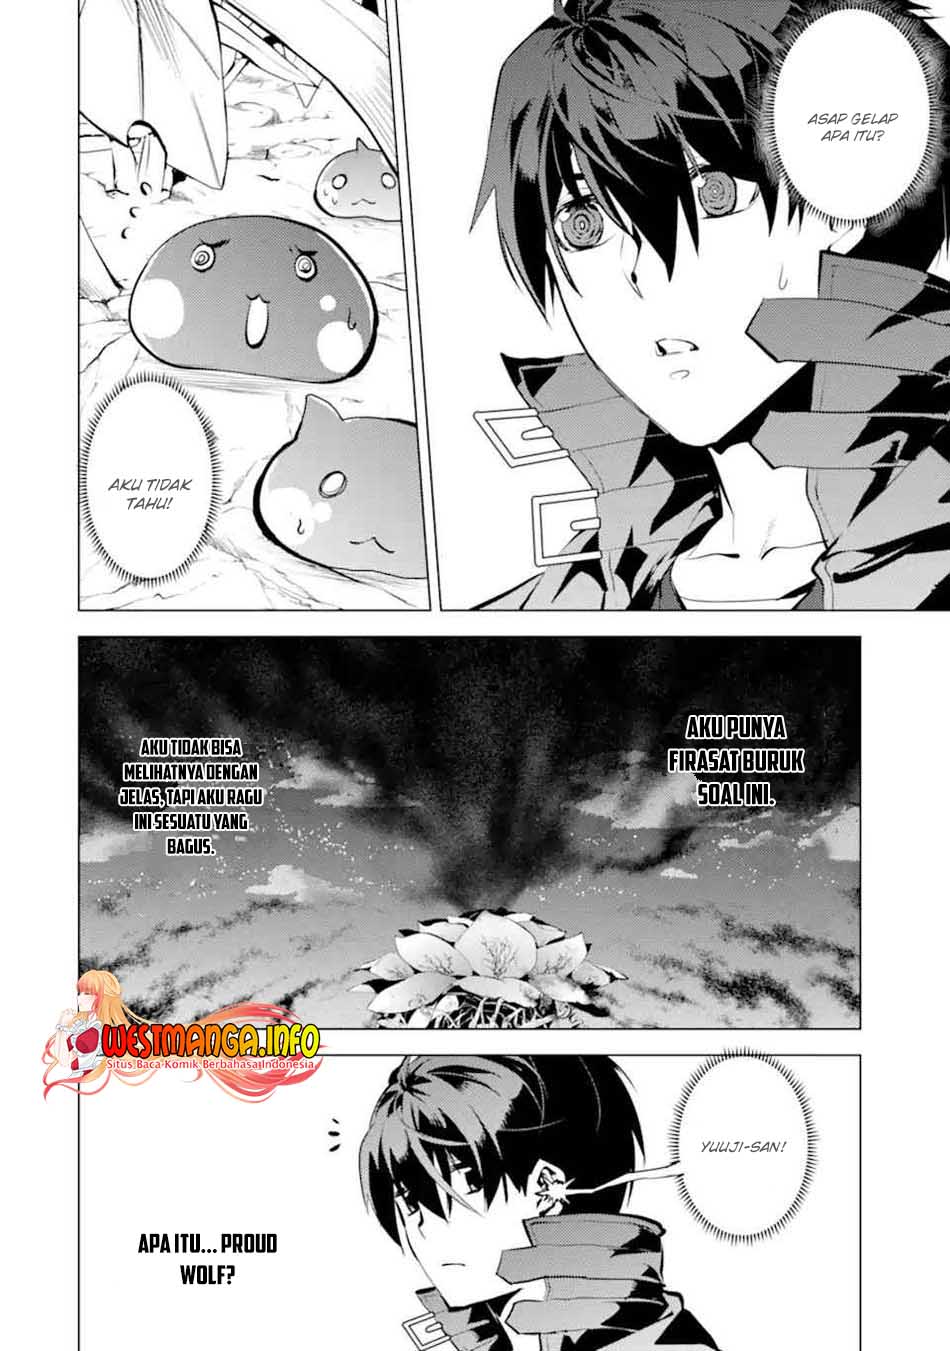 ASAP GELAP
APA ITU?
AKU TIDAK
TAHU!
AKU PUNYA
FIRASAT BURUK
SOAL INI.
AKU TIDAK BISA
MELIHATNYA DENGAN
JELAS, TAPI AKU RAGU
INI SESUATU YANG
BAGUS.
WESTMANGA.INFO
Situs Baca Komik Berbahasa Indonesia
YUUJI-SAN!
APA ITU... PROUD
WOLF?